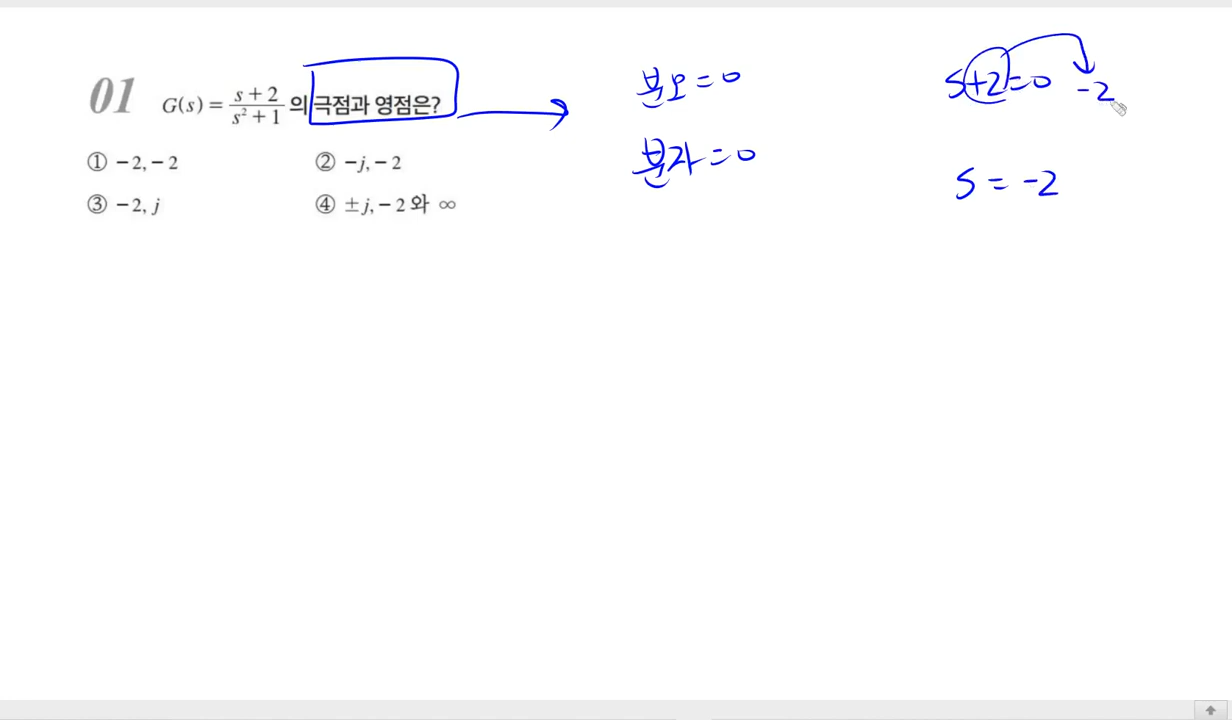 01 G(s) = (s + 2)/(s² + 1) 의 극점과 영점은?
① −2, −2
② −j, −2
③ −2, j
④ ±j, −2 와 ∞
분모 = 0
분자 = 0
s+2=0 -2
s = -2